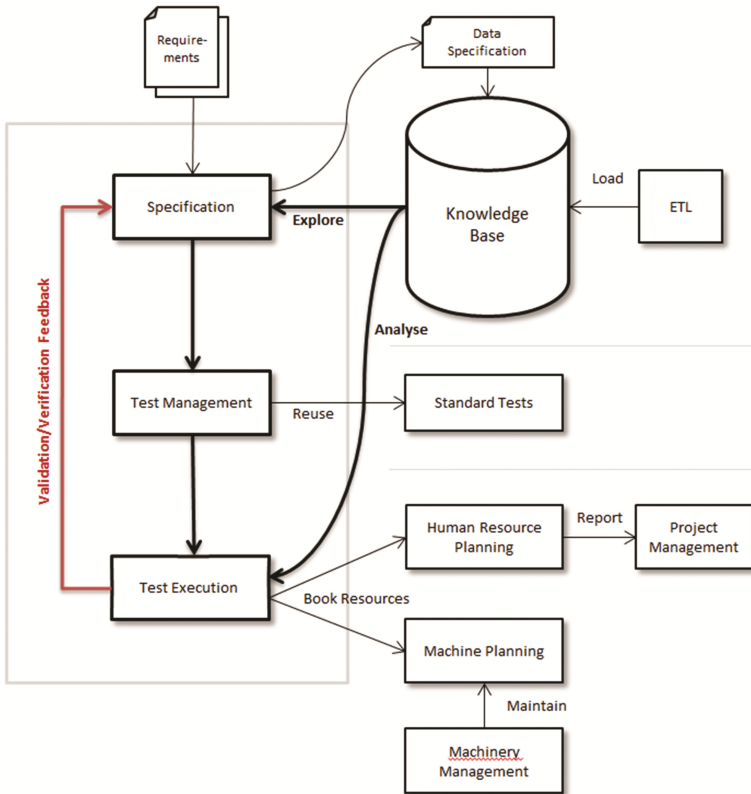 Require-
ments
Data
Specification
Specification
Explore
Knowledge
Base
Load
ETL
Analyse
Validation/Verification Feedback
Test Management
Reuse
Standard Tests
Human Resource
Planning
Report
Project
Management
Test Execution
Book Resources
Machine Planning
Maintain
Machinery
Management